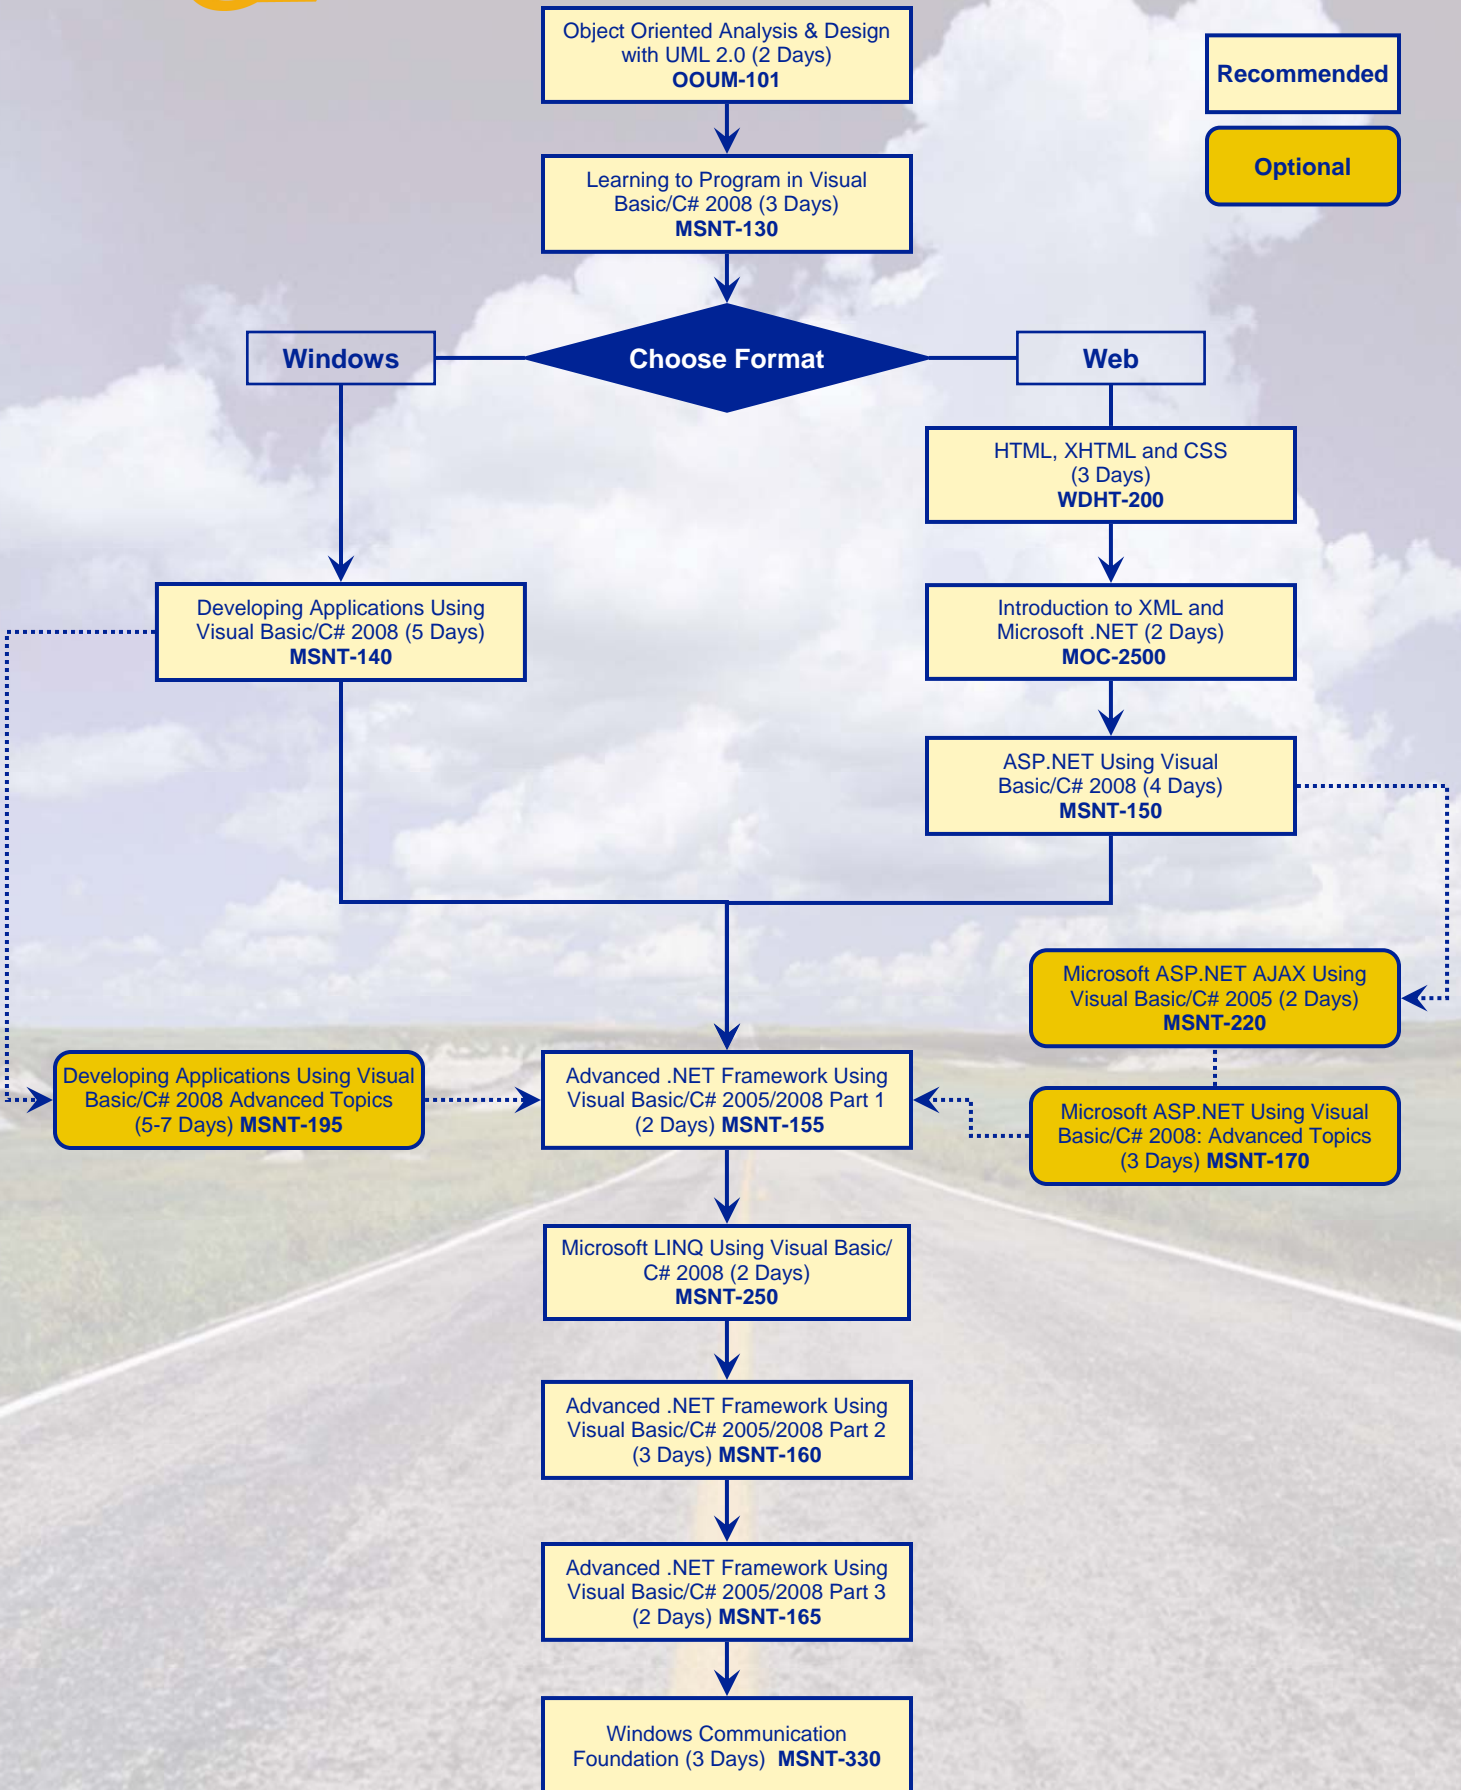 Object Oriented Analysis & Design
with UML 2.0 (2 Days)
OOUM-101
Recommended
Optional
Learning to Program in Visual
Basic/C# 2008 (3 Days)
MSNT-130
Windows
Choose Format
Web
HTML, XHTML and CSS
(3 Days)
WDHT-200
Developing Applications Using
Visual Basic/C# 2008 (5 Days)
MSNT-140
Introduction to XML and
Microsoft .NET (2 Days)
MOC-2500
ASP.NET Using Visual
Basic/C# 2008 (4 Days)
MSNT-150
Microsoft ASP.NET AJAX Using
Visual Basic/C# 2005 (2 Days)
MSNT-220
Developing Applications Using Visual
Basic/C# 2008 Advanced Topics
(5-7 Days) MSNT-195
Advanced .NET Framework Using
Visual Basic/C# 2005/2008 Part 1
(2 Days) MSNT-155
Microsoft ASP.NET Using Visual
Basic/C# 2008: Advanced Topics
(3 Days) MSNT-170
Microsoft LINQ Using Visual Basic/
C# 2008 (2 Days)
MSNT-250
Advanced .NET Framework Using
Visual Basic/C# 2005/2008 Part 2
(3 Days) MSNT-160
Advanced .NET Framework Using
Visual Basic/C# 2005/2008 Part 3
(2 Days) MSNT-165
Windows Communication
Foundation (3 Days) MSNT-330